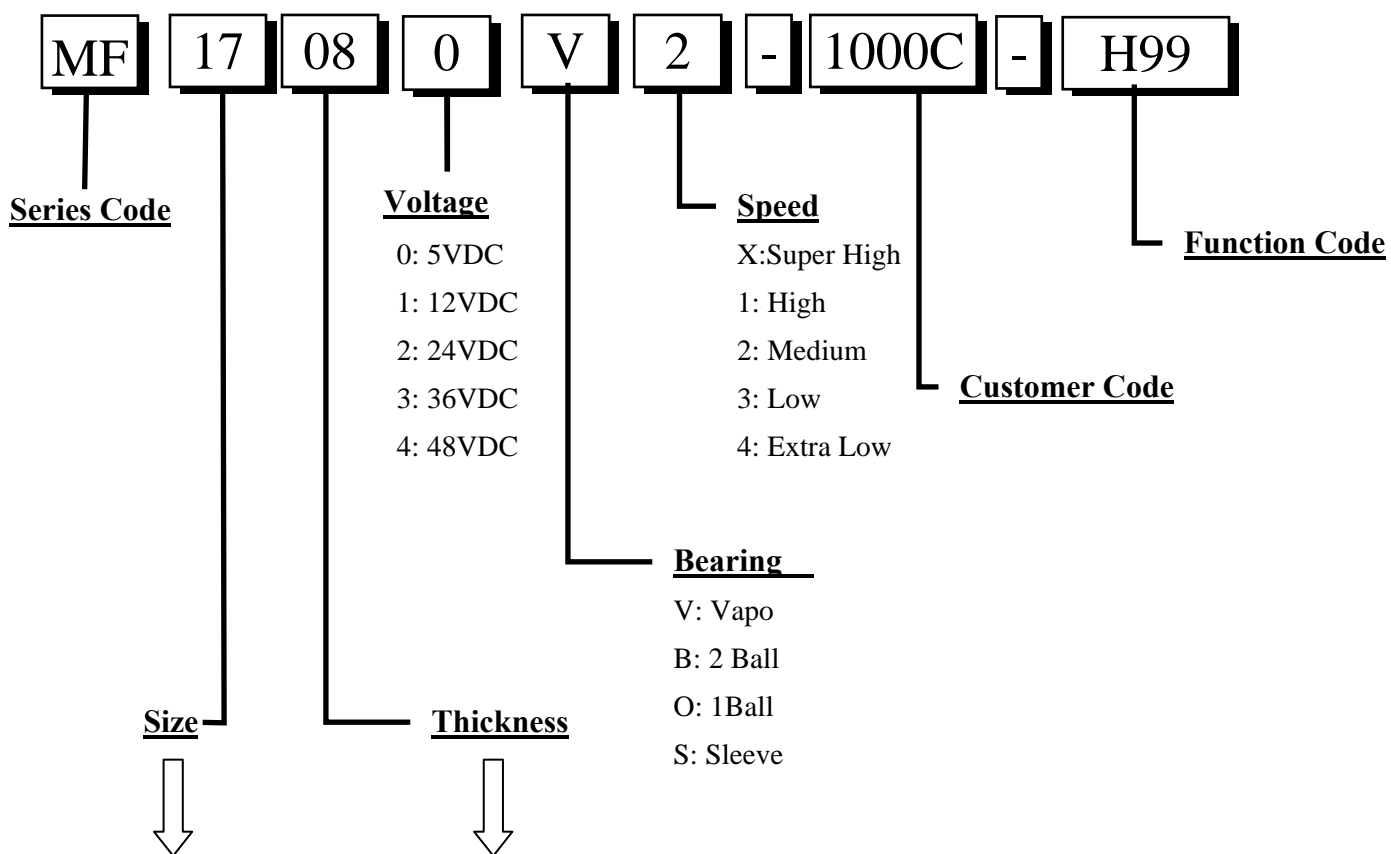 MF 17 08 0 V 2 - 1000C - H99
Series Code
Voltage
0: 5VDC
1: 12VDC
2: 24VDC
3: 36VDC
4: 48VDC
Speed
X:Super High
1: High
2: Medium
3: Low
4: Extra Low
Function Code
Customer Code
Bearing
V: Vapo
B: 2 Ball
O: 1Ball
S: Sleeve
Size
Thickness